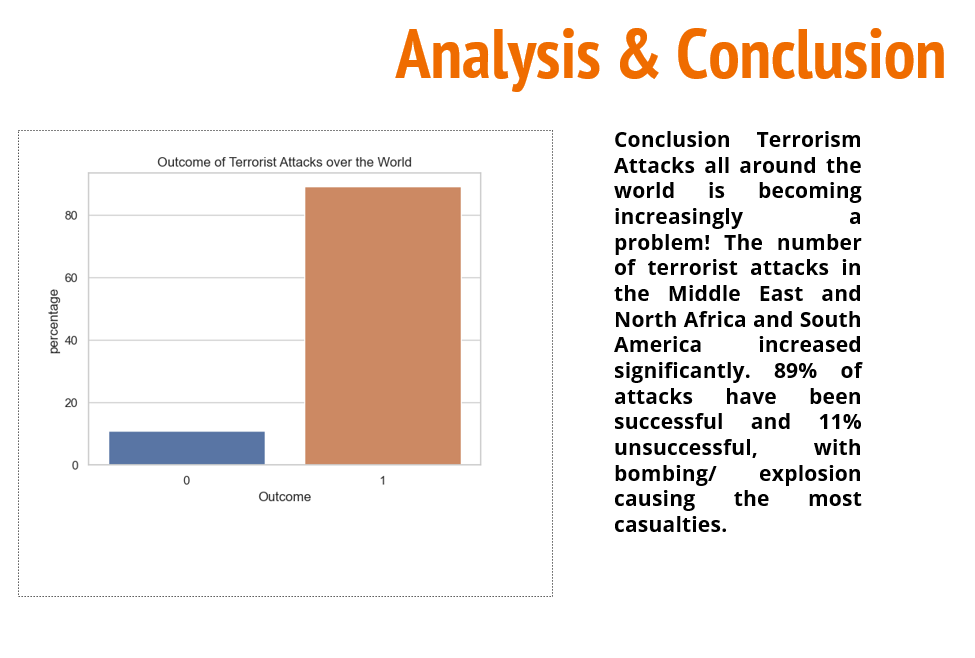 Analysis & Conclusion
Outcome of Terrorist Attacks over the World
80
60
40
20
0
percentage
0 1
Outcome
Conclusion Terrorism
Attacks all around the
world is becoming
increasingly a
problem! The number
of terrorist attacks in
the Middle East and
North Africa and South
America increased
significantly. 89% of
attacks have been
successful and 11%
unsuccessful, with
bombing/ explosion
causing the most
casualties.